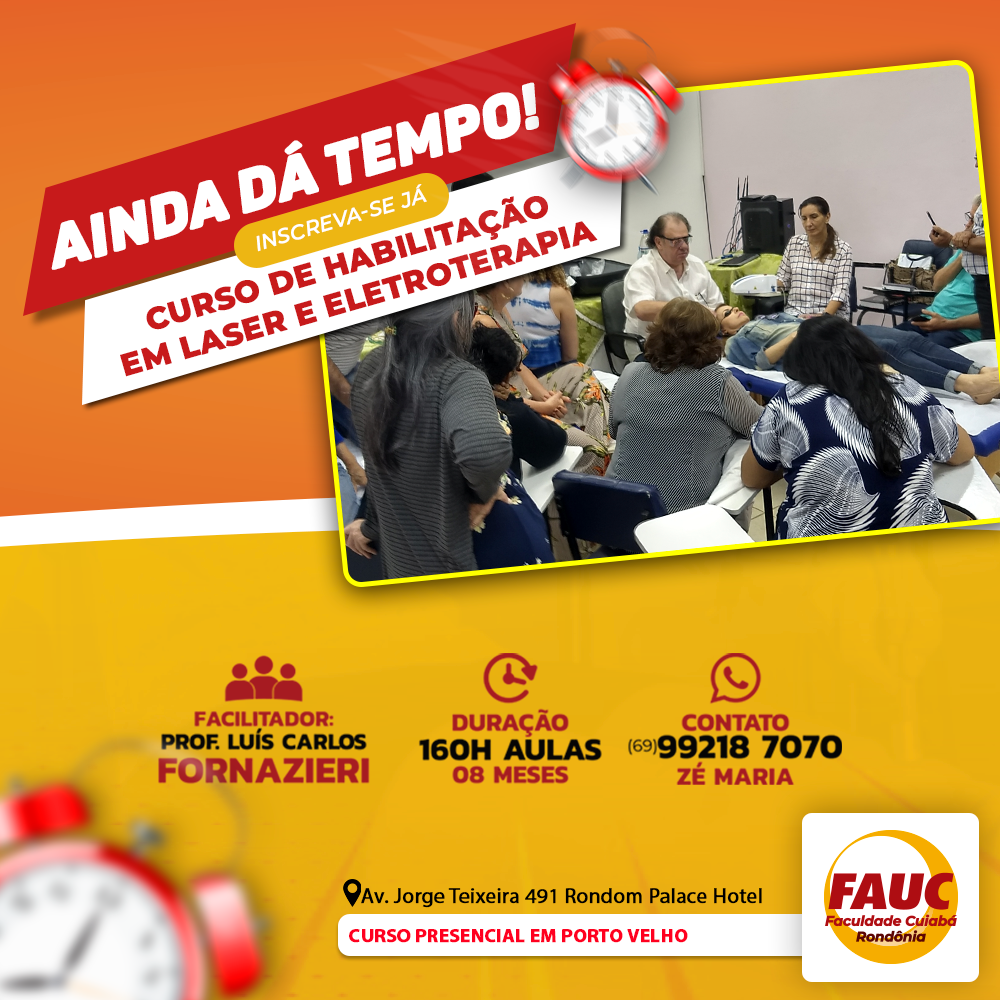 AINDA DÁ TEMPO!
INSCREVA-SE JÁ
CURSO DE HABILITAÇÃO
EM LASER E ELETROTERAPIA
FACILITADOR:
PROF. LUÍS CARLOS
FORNAZIERI
DURAÇÃO
160H AULAS
08 MESES
CONTATO
(69)99218 7070
ZÉ MARIA
Av. Jorge Teixeira 491 Rondom Palace Hotel
CURSO PRESENCIAL EM PORTO VELHO
FAUC
Faculdade Cuiabá
Rondônia